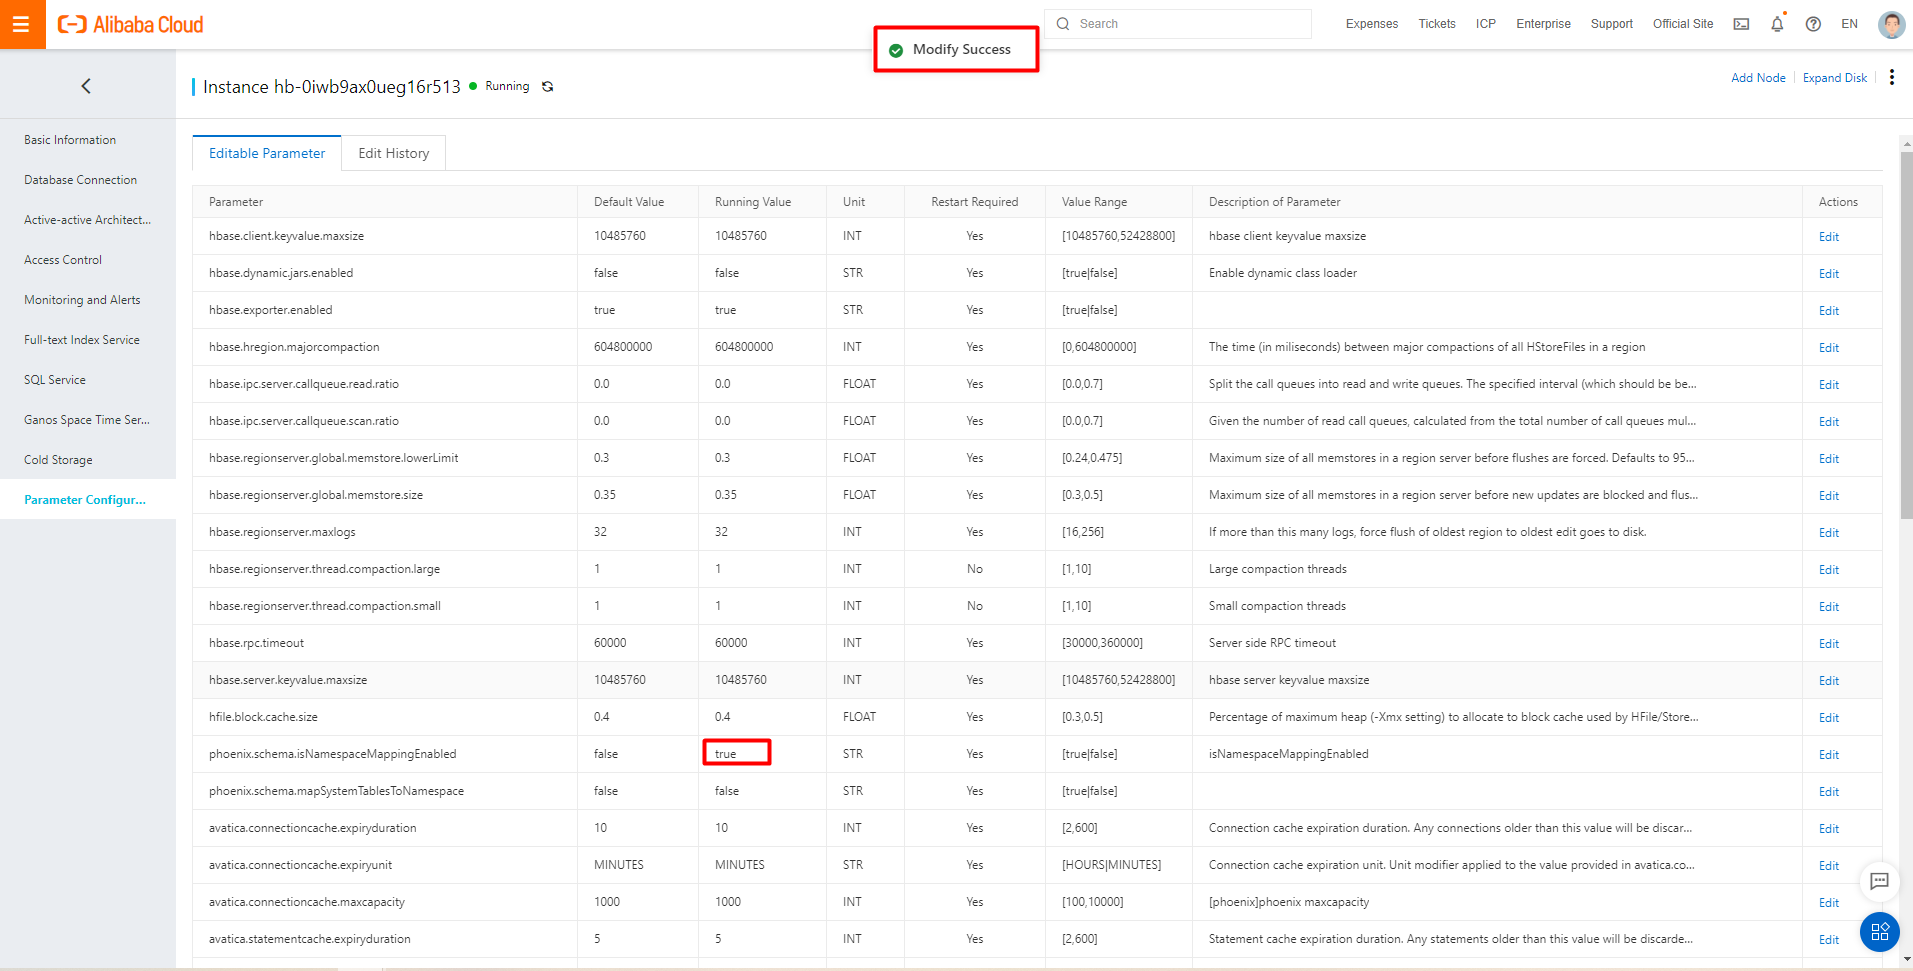 Alibaba Cloud
Search
Expenses Tickets ICP Enterprise Support Official Site EN
Modify Success
Instance hb-0iwb9ax0ueg16r513 Running
Add Node Expand Disk
Basic Information
Database Connection
Active-active Architect...
Access Control
Monitoring and Alerts
Full-text Index Service
SQL Service
Ganos Space Time Ser...
Cold Storage
Parameter Configur...
Editable Parameter Edit History
Parameter Default Value Running Value Unit Restart Required Value Range Description of Parameter Actions
hbase.client.keyvalue.maxsize 10485760 10485760 INT Yes [10485760,52428800] hbase client keyvalue maxsize Edit
hbase.dynamic.jars.enabled false false STR Yes [true|false] Enable dynamic class loader Edit
hbase.exporter.enabled true true STR Yes [true|false] Edit
hbase.hregion.majorcompaction 604800000 604800000 INT Yes [0,604800000] The time (in miliseconds) between major compactions of all HStoreFiles in a region Edit
hbase.ipc.server.callqueue.read.ratio 0.0 0.0 FLOAT Yes [0.0,0.7] Split the call queues into read and write queues. The specified interval (which should be be... Edit
hbase.ipc.server.callqueue.scan.ratio 0.0 0.0 FLOAT Yes [0.0,0.7] Given the number of read call queues, calculated from the total number of call queues mul... Edit
hbase.regionserver.global.memstore.lowerLimit 0.3 0.3 FLOAT Yes [0.24,0.475] Maximum size of all memstores in a region server before flushes are forced. Defaults to 95... Edit
hbase.regionserver.global.memstore.size 0.35 0.35 FLOAT Yes [0.3,0.5] Maximum size of all memstores in a region server before new updates are blocked and flus... Edit
hbase.regionserver.maxlogs 32 32 INT Yes [16,256] If more than this many logs, force flush of oldest region to oldest edit goes to disk. Edit
hbase.regionserver.thread.compaction.large 1 1 INT No [1,10] Large compaction threads Edit
hbase.regionserver.thread.compaction.small 1 1 INT No [1,10] Small compaction threads Edit
hbase.rpc.timeout 60000 60000 INT Yes [30000,360000] Server side RPC timeout Edit
hbase.server.keyvalue.maxsize 10485760 10485760 INT Yes [10485760,52428800] hbase server keyvalue maxsize Edit
hfile.block.cache.size 0.4 0.4 FLOAT Yes [0.3,0.5] Percentage of maximum heap (-Xmx setting) to allocate to block cache used by HFile/Store... Edit
phoenix.schema.isNamespaceMappingEnabled false true STR Yes [true|false] isNamespaceMappingEnabled Edit
phoenix.schema.mapSystemTablesToNamespace false false STR Yes [true|false] Edit
avatica.connectioncache.expiryduration 10 10 INT Yes [2,600] Connection cache expiration duration. Any connections older than this value will be discar... Edit
avatica.connectioncache.expiryunit MINUTES MINUTES STR Yes [HOURS|MINUTES] Connection cache expiration unit. Unit modifier applied to the value provided in avatica.co... Edit
avatica.connectioncache.maxcapacity 1000 1000 INT Yes [100,10000] [phoenix]phoenix maxcapacity Edit
avatica.statementcache.expiryduration 5 5 INT Yes [2,600] Statement cache expiration duration. Any statements older than this value will be discarde... Edit